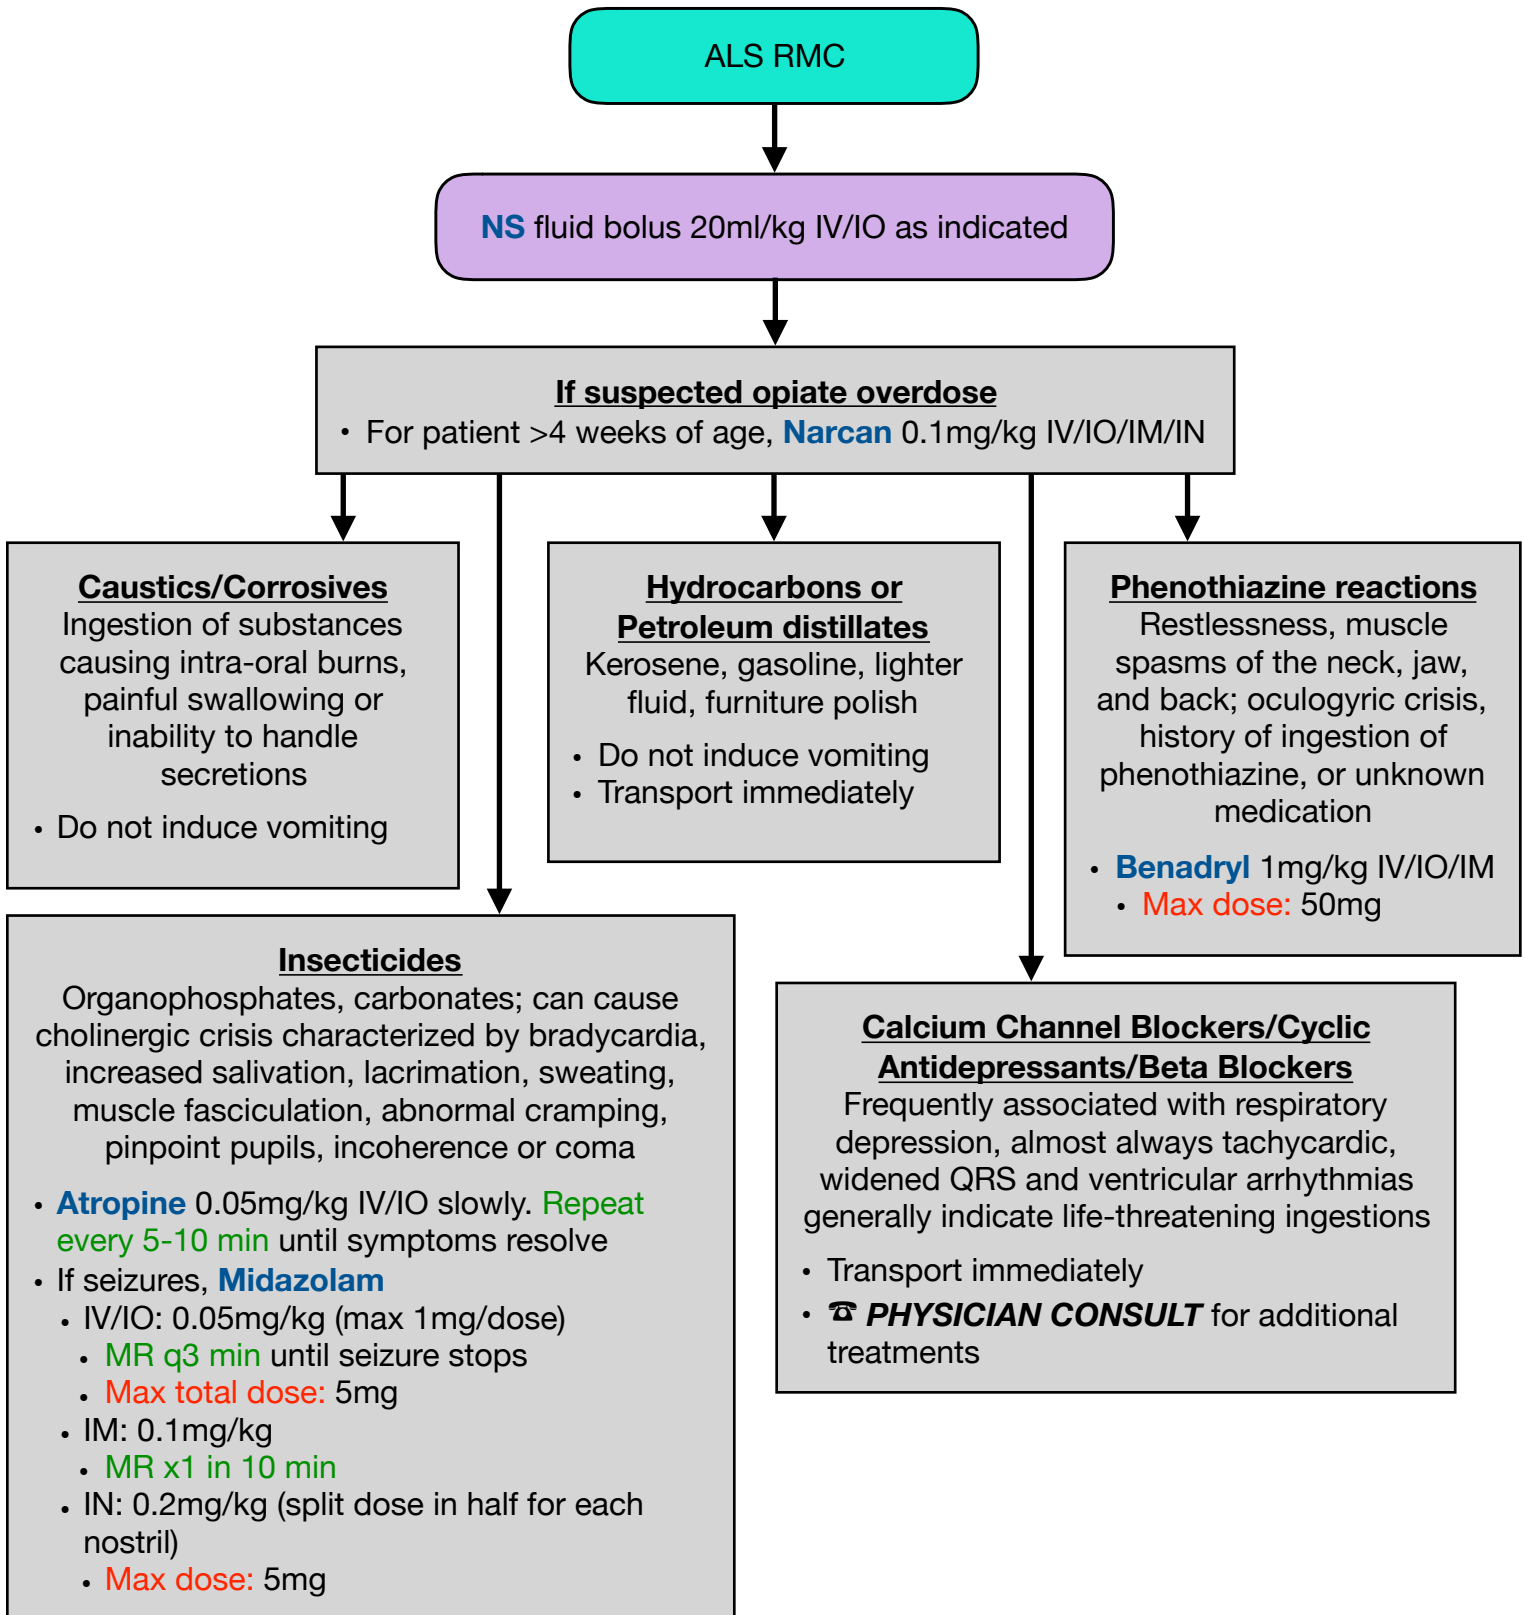 ALS RMC
NS fluid bolus 20ml/kg IV/IO as indicated
If suspected opiate overdose
• For patient >4 weeks of age, Narcan 0.1mg/kg IV/IO/IM/IN
Caustics/Corrosives
Ingestion of substances
causing intra-oral burns,
painful swallowing or
inability to handle
secretions
• Do not induce vomiting
Hydrocarbons or
Petroleum distillates
Kerosene, gasoline, lighter
fluid, furniture polish
• Do not induce vomiting
• Transport immediately
Phenothiazine reactions
Restlessness, muscle
spasms of the neck, jaw,
and back; oculogyric crisis,
history of ingestion of
phenothiazine, or unknown
medication
• Benadryl 1mg/kg IV/IO/IM
• Max dose: 50mg
Insecticides
Organophosphates, carbonates; can cause
cholinergic crisis characterized by bradycardia,
increased salivation, lacrimation, sweating,
muscle fasciculation, abnormal cramping,
pinpoint pupils, incoherence or coma
• Atropine 0.05mg/kg IV/IO slowly. Repeat
every 5-10 min until symptoms resolve
• If seizures, Midazolam
• IV/IO: 0.05mg/kg (max 1mg/dose)
• MR q3 min until seizure stops
• Max total dose: 5mg
• IM: 0.1mg/kg
• MR x1 in 10 min
• IN: 0.2mg/kg (split dose in half for each
nostril)
• Max dose: 5mg
Calcium Channel Blockers/Cyclic
Antidepressants/Beta Blockers
Frequently associated with respiratory
depression, almost always tachycardic,
widened QRS and ventricular arrhythmias
generally indicate life-threatening ingestions
• Transport immediately
• ☎ PHYSICIAN CONSULT for additional
treatments